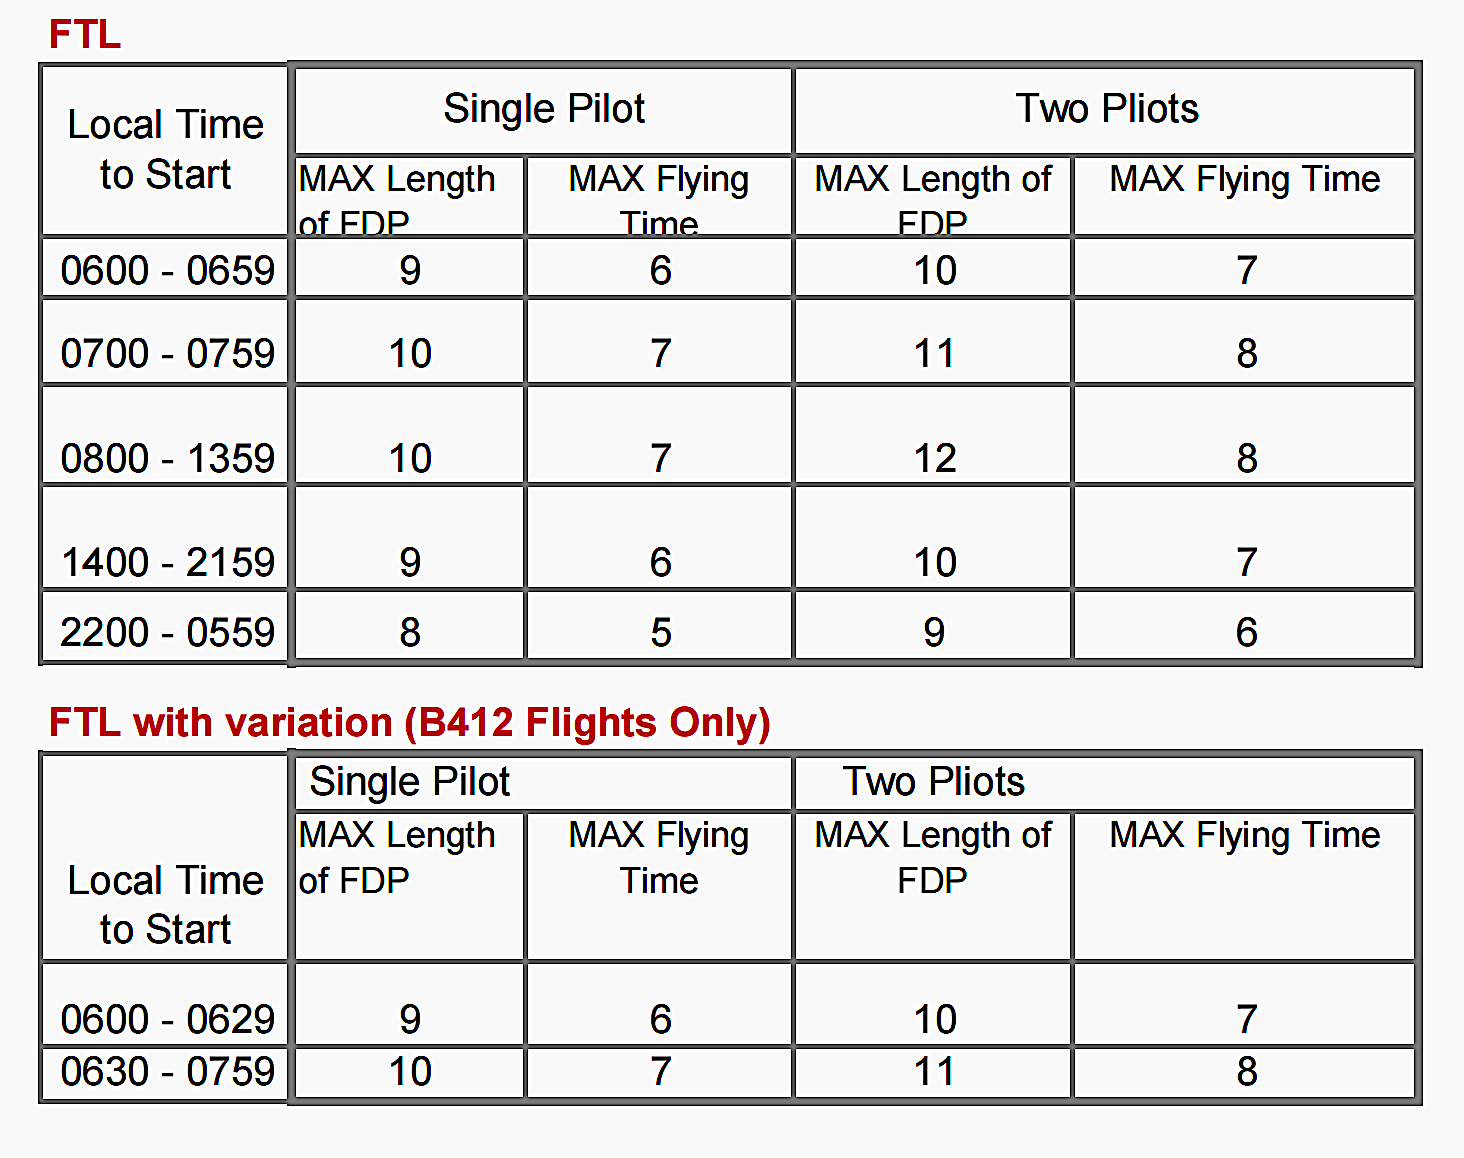 FTL
Local Time
to Start
Single Pilot
Two Pliots
MAX Length
of FDP
MAX Flying
Time
MAX Length of
FDP
MAX Flying Time
0600 - 0659 9 6 10 7
0700 - 0759 10 7 11 8
0800 - 1359 10 7 12 8
1400 - 2159 9 6 10 7
2200 - 0559 8 5 9 6
FTL with variation (B412 Flights Only)
Local Time
to Start
Single Pilot
Two Pliots
MAX Length
of FDP
MAX Flying
Time
MAX Length of
FDP
MAX Flying Time
0600 - 0629 9 6 10 7
0630 - 0759 10 7 11 8